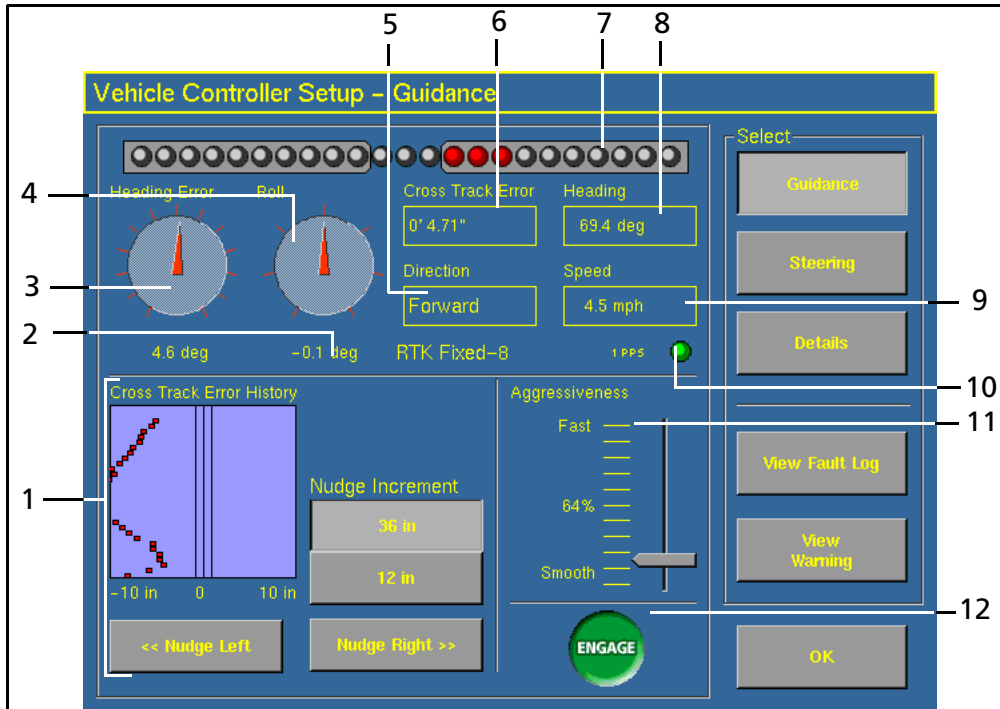 5 6 7 8
Vehicle Controller Setup – Guidance
Select
Guidance
4
Heading Error
Roll
Cross Track Error
Heading
0' 4.71"
69.4 deg
Steering
3
Direction
Speed
Forward
4.5 mph
9
2
Details
4.6 deg
-0.1 deg
RTK Fixed-8
1 PPS
10
Cross Track Error History
Aggressiveness
Fast
11
1
View Fault Log
Nudge Increment
36 in
64%
View
Warning
12 in
Smooth
-10 in 0 10 in
12
<< Nudge Left
Nudge Right >>
ENGAGE
OK